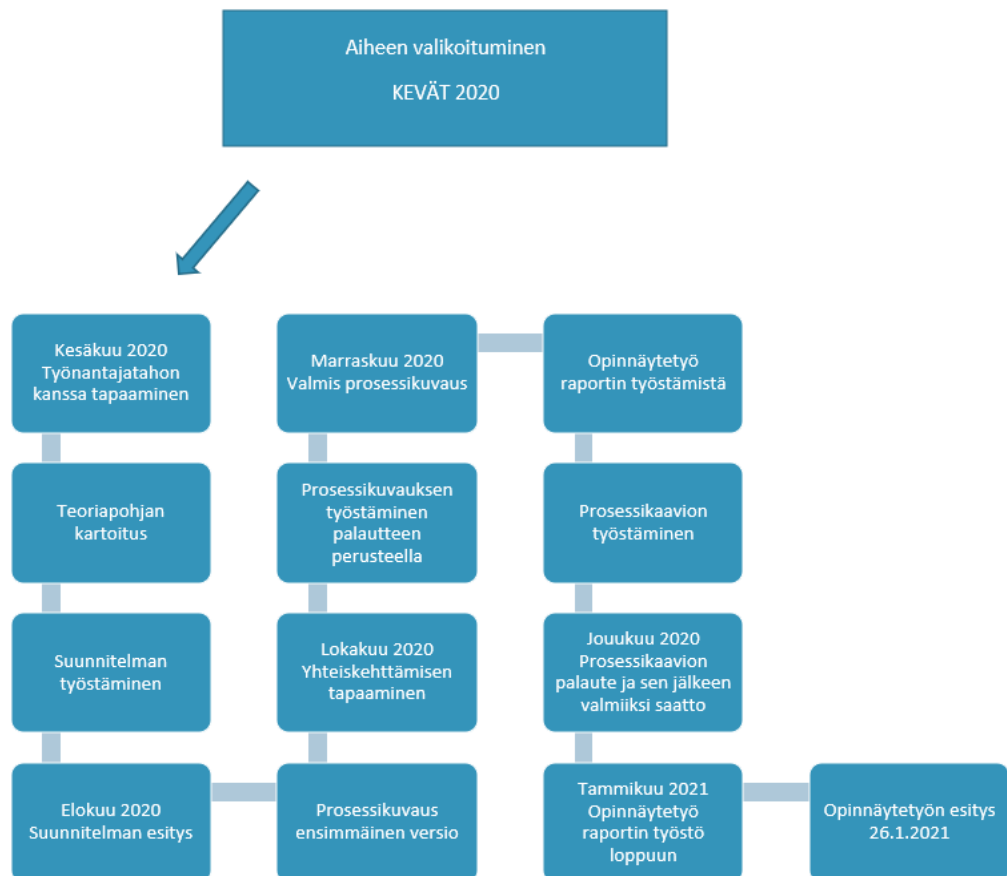 Aiheen valikoituminen
KEVÄT 2020
Kesäkuu 2020
Työnantajatahon
kanssa tapaaminen
Teoriapohjan
kartoitus
Suunnitelman
työstäminen
Elokuu 2020
Suunnitelman esitys
Prosessikuvaus
ensimmäinen versio
Lokakuu 2020
Yhteiskehittämisen
tapaaminen
Prosessikuvauksen
työstäminen
palautteen
perusteella
Marraskuu 2020
Valmis prosessikuvaus
Opinnäytetyö
raportin työstämistä
Prosessikaavion
työstäminen
Jouukuu 2020
Prosessikaavion
palaute ja sen jälkeen
valmiiksi saatto
Tammikuu 2021
Opinnäytetyö
raportin työstö
loppuun
Opinnäytetyön esitys
26.1.2021